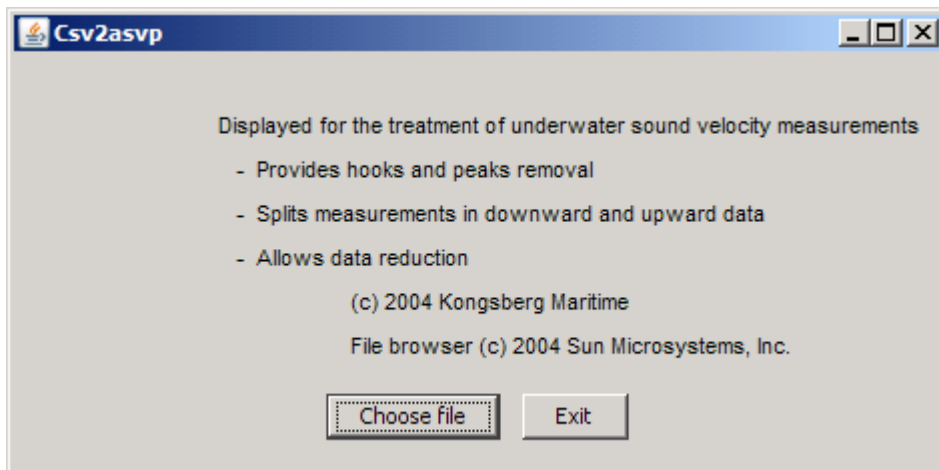 Csv2asvp
Displayed for the treatment of underwater sound velocity measurements
- Provides hooks and peaks removal
- Splits measurements in downward and upward data
- Allows data reduction
(c) 2004 Kongsberg Maritime
File browser (c) 2004 Sun Microsystems, Inc.
Choose file Exit